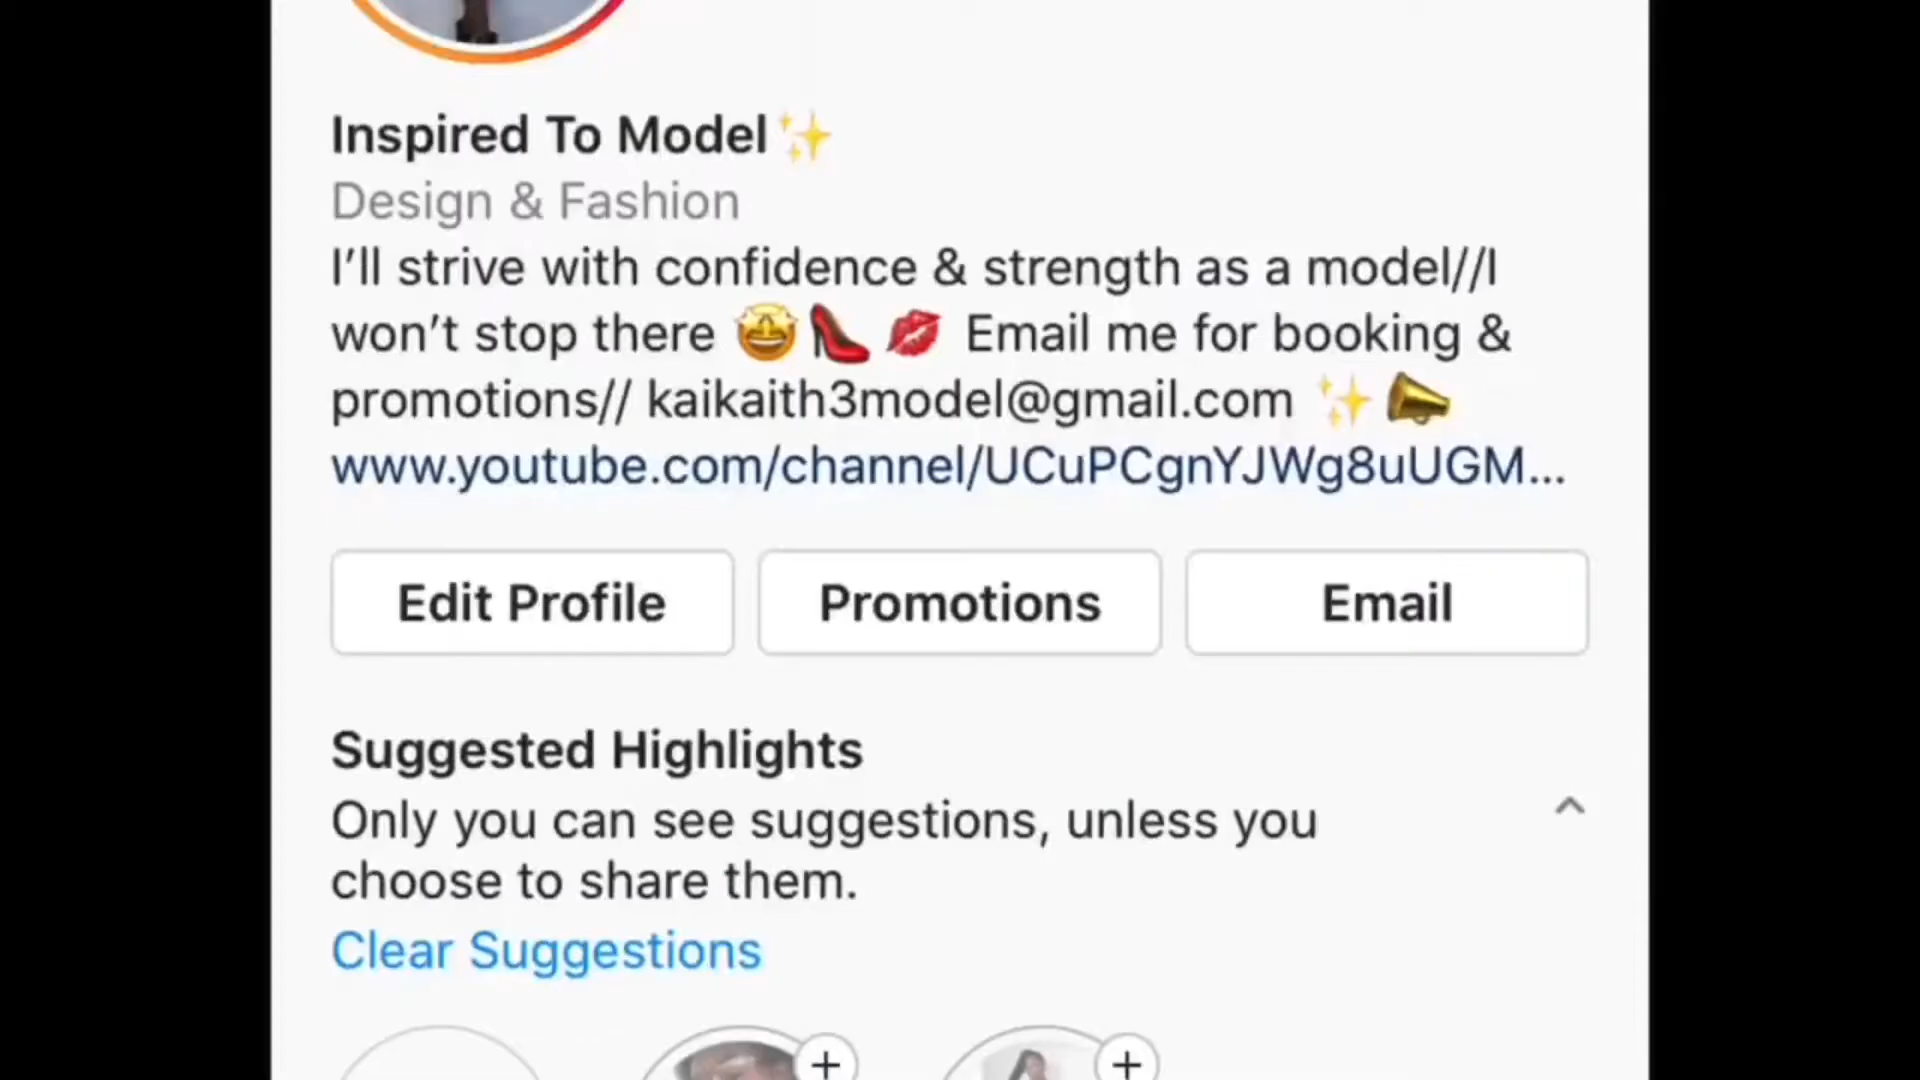 Inspired To Model✨
Design & Fashion
I’ll strive with confidence & strength as a model//I
won’t stop there 🤩👠💋 Email me for booking &
promotions// kaikaith3model@gmail.com ✨📣
www.youtube.com/channel/UCuPCgnYJWg8uUGM...
Edit Profile
Promotions
Email
Suggested Highlights
Only you can see suggestions, unless you
choose to share them.
Clear Suggestions